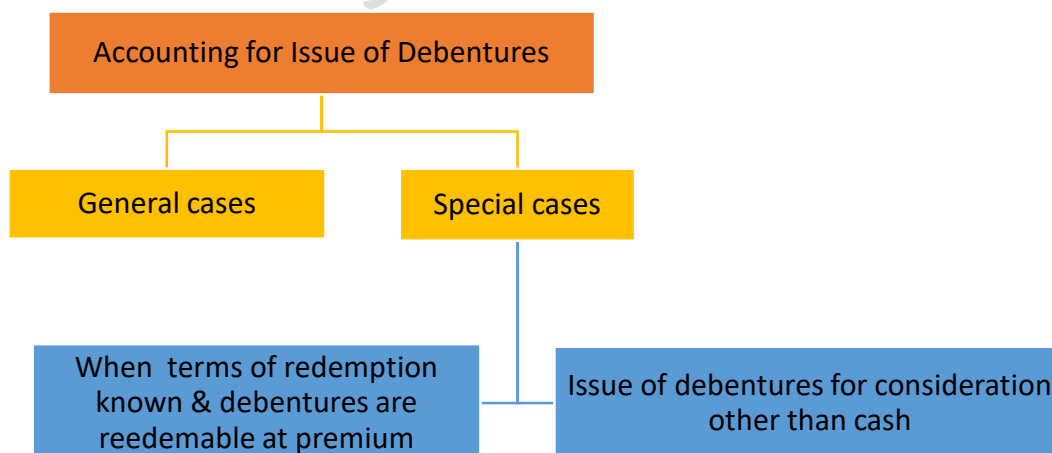 Accounting for Issue of Debentures
General cases
Special cases
When terms of redemption
known & debentures are
reedemable at premium
Issue of debentures for consideration
other than cash